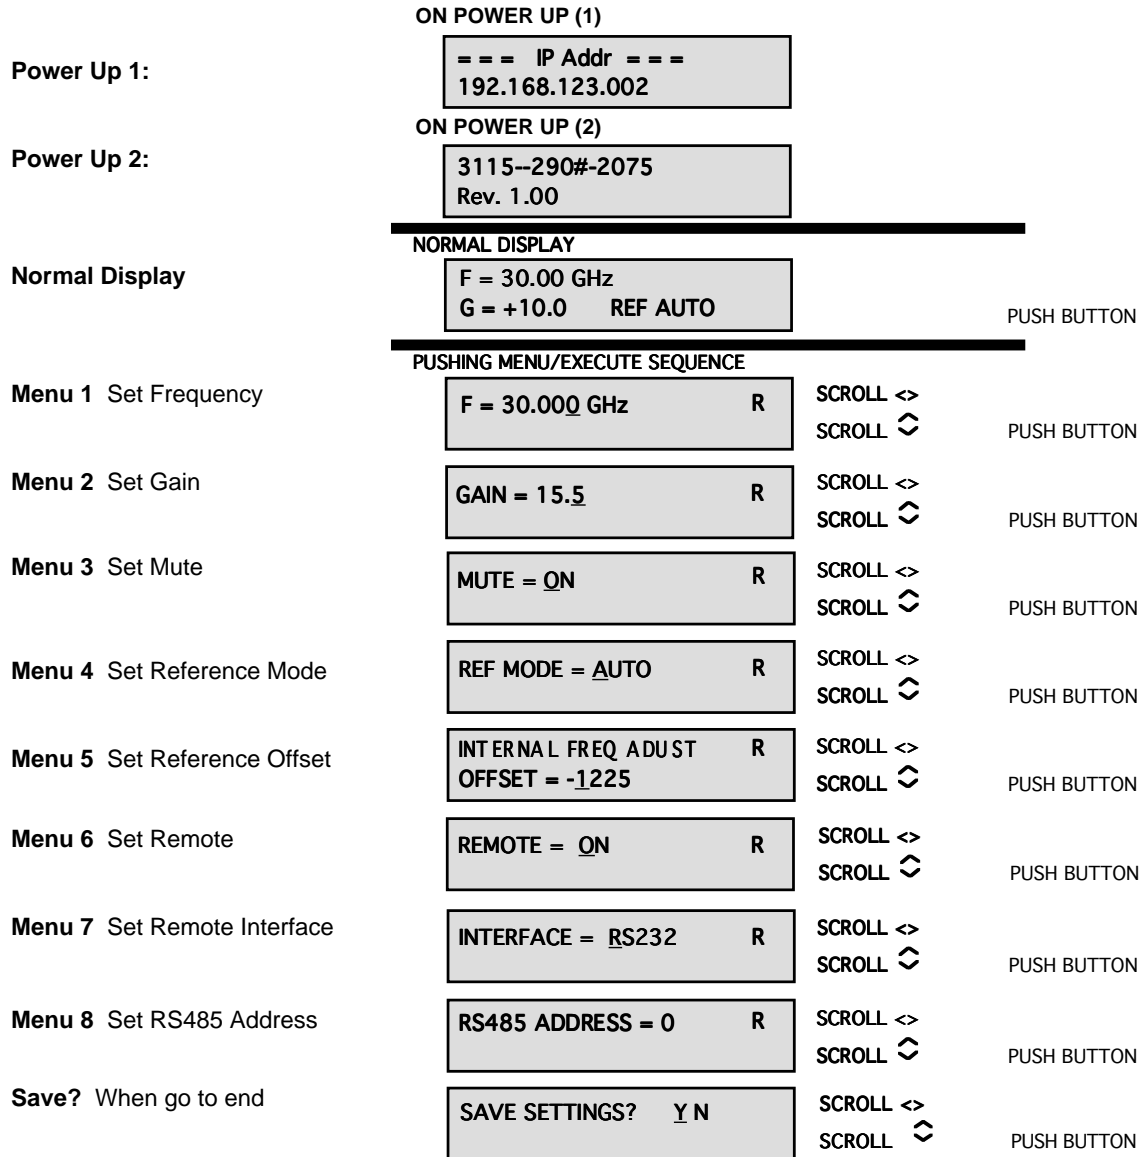 ON POWER UP (1)
Power Up 1:
= = = IP Addr = = =
192.168.123.002
ON POWER UP (2)
Power Up 2:
3115--290#-2075
Rev. 1.00
NORMAL DISPLAY
Normal Display
F = 30.00 GHz
G = +10.0 REF AUTO
PUSH BUTTON
PUSHING MENU/EXECUTE SEQUENCE
Menu 1 Set Frequency
F = 30.000 GHz R
SCROLL <>
SCROLL
PUSH BUTTON
Menu 2 Set Gain
GAIN = 15.5 R
SCROLL <>
SCROLL
PUSH BUTTON
Menu 3 Set Mute
MUTE = ON R
SCROLL <>
SCROLL
PUSH BUTTON
Menu 4 Set Reference Mode
REF MODE = AUTO R
SCROLL <>
SCROLL
PUSH BUTTON
Menu 5 Set Reference Offset
INTERNAL FREQ ADUST R
OFFSET = -1225
SCROLL <>
SCROLL
PUSH BUTTON
Menu 6 Set Remote
REMOTE = ON R
SCROLL <>
SCROLL
PUSH BUTTON
Menu 7 Set Remote Interface
INTERFACE = RS232 R
SCROLL <>
SCROLL
PUSH BUTTON
Menu 8 Set RS485 Address
RS485 ADDRESS = 0 R
SCROLL <>
SCROLL
PUSH BUTTON
Save? When go to end
SAVE SETTINGS? Y N
SCROLL <>
SCROLL
PUSH BUTTON